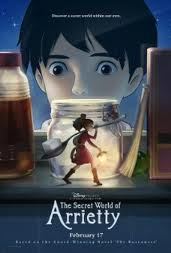 Discover a secret world within your own.
Disney
The Secret World of
Arrietty
February 17
Based on the Award-Winning Novel "The Borrowers"